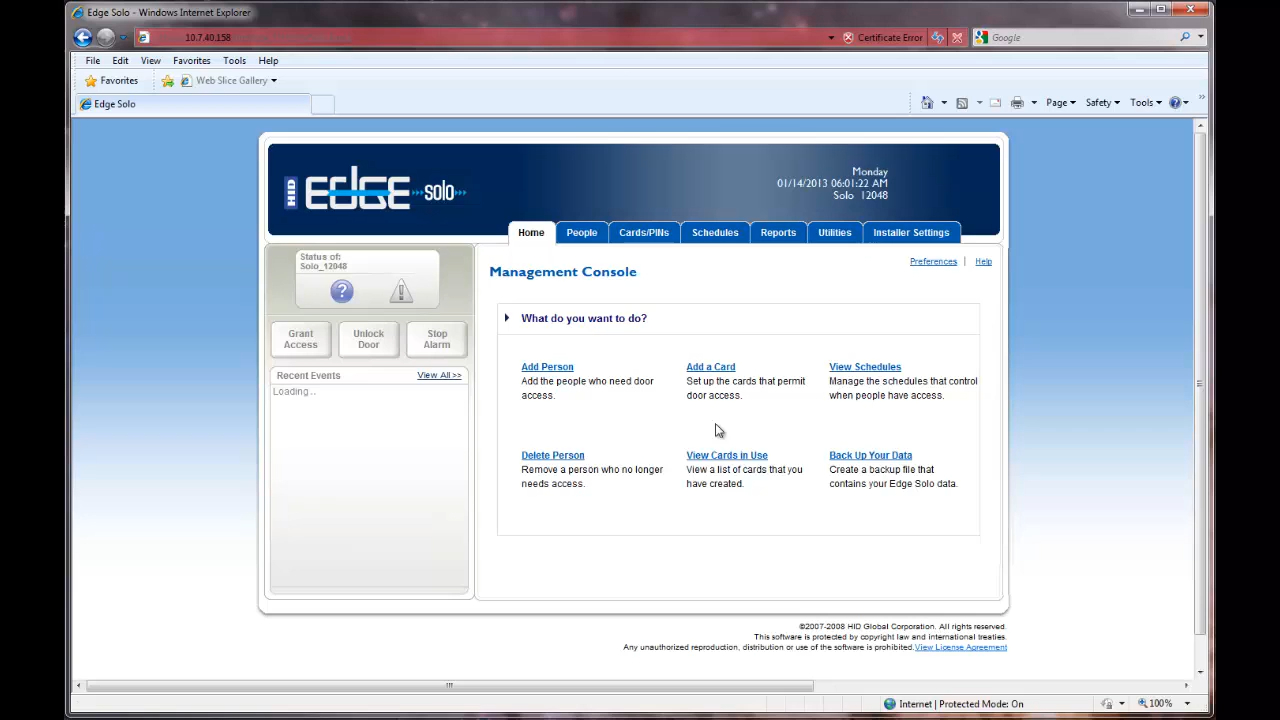 Edge Solo - Windows Internet Explorer
10.7.40.158
Certificate Error
Google
File Edit View Favorites Tools Help
Favorites
Web Slice Gallery
Edge Solo
Page Safety Tools
HID EDGE solo
Monday
01/14/2013 06:01:22 AM
Solo 12048
Home People Cards/PINs Schedules Reports Utilities Installer Settings
Status of:
Solo_12048
Grant Access
Unlock Door
Stop Alarm
Recent Events View All >>
Loading...
Preferences | Help
Management Console
What do you want to do?
Add Person
Add the people who need door
access.
Add a Card
Set up the cards that permit
door access.
View Schedules
Manage the schedules that control
when people have access.
Delete Person
Remove a person who no longer
needs access.
View Cards in Use
View a list of cards that you
have created.
Back Up Your Data
Create a backup file that
contains your Edge Solo data.
©2007-2008 HID Global Corporation. All rights reserved.
This software is protected by copyright law and international treaties.
Any unauthorized reproduction, distribution or use of the software is prohibited.View License Agreement
Internet | Protected Mode: On
100%